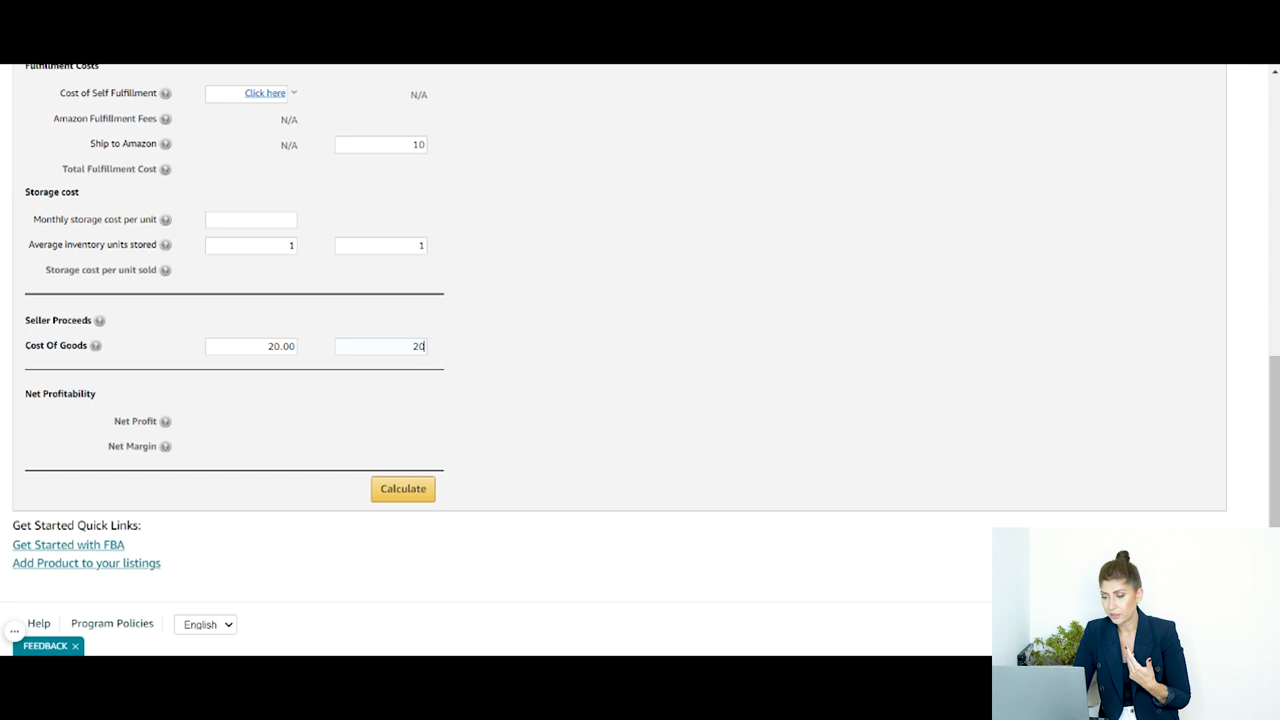 Fulfillment Costs
Cost of Self Fulfillment Click here N/A
Amazon Fulfillment Fees N/A
Ship to Amazon N/A 10
Total Fulfillment Cost
Storage cost
Monthly storage cost per unit
Average inventory units stored 1 1
Storage cost per unit sold
Seller Proceeds
Cost Of Goods 20.00 20
Net Profitability
Net Profit
Net Margin
Calculate
Get Started Quick Links:
Get Started with FBA
Add Product to your listings
Help Program Policies English
FEEDBACK X